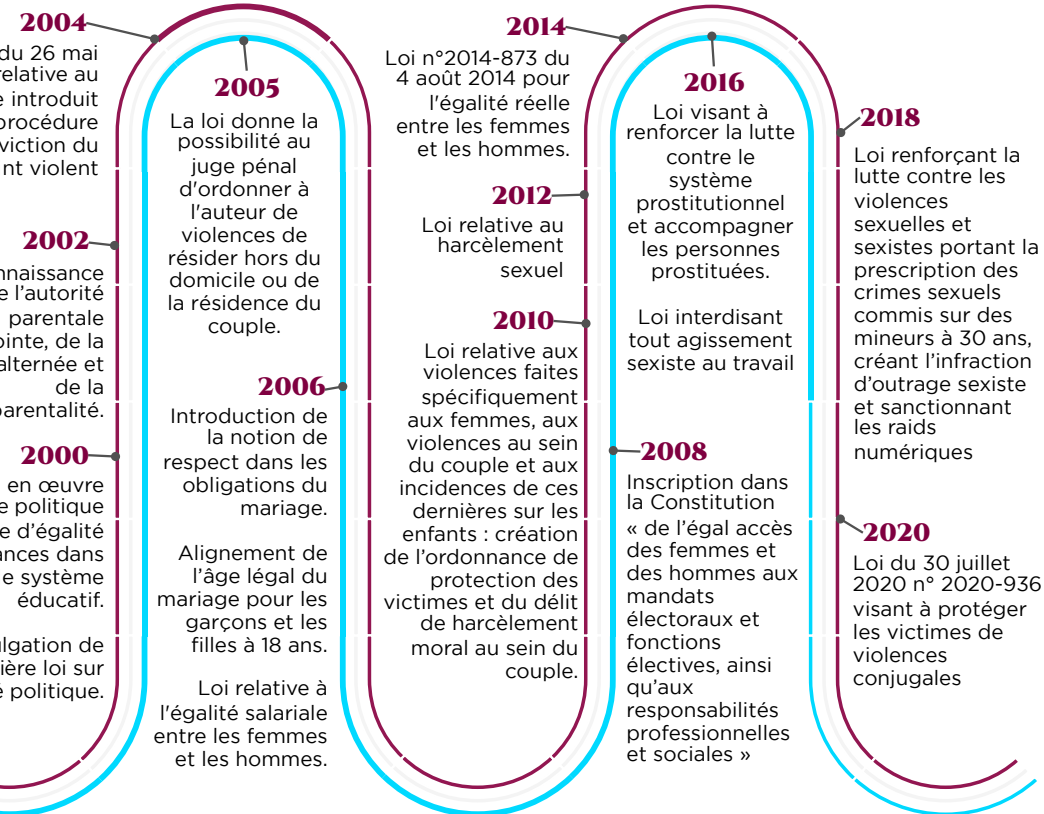 2004
du 26 mai
relative au
e introduit
procédure
viction du
nt violent
2002
nnaissance
e l'autorité
parentale
ointe, de la
alternée et
de la
parentalité.
2000
en œuvre
e politique
e d'égalité
ances dans
e système
éducatif.
ulgation de
ière loi sur
é politique.
2005
La loi donne la
possibilité au
juge pénal
d'ordonner à
l'auteur de
violences de
résider hors du
domicile ou de
la résidence du
couple.
2006
Introduction de
la notion de
respect dans les
obligations du
mariage.
Alignement de
l'âge légal du
mariage pour les
garçons et les
filles à 18 ans.
Loi relative à
l'égalité salariale
entre les femmes
et les hommes.
2014
Loi n°2014-873 du
4 août 2014 pour
l'égalité réelle
entre les femmes
et les hommes.
2012
Loi relative au
harcèlement
sexuel
2010
Loi relative aux
violences faites
spécifiquement
aux femmes, aux
violences au sein
du couple et aux
incidences de ces
dernières sur les
enfants : création
de l'ordonnance de
protection des
victimes et du délit
de harcèlement
moral au sein du
couple.
2016
Loi visant à
renforcer la lutte
contre le
système
prostitutionnel
et accompagner
les personnes
prostituées.
Loi interdisant
tout agissement
sexiste au travail
2008
Inscription dans
la Constitution
« de l'égal accès
des femmes et
des hommes aux
mandats
électoraux et
fonctions
électives, ainsi
qu'aux
responsabilités
professionnelles
et sociales »
2018
Loi renforçant la
lutte contre les
violences
sexuelles et
sexistes portant la
prescription des
crimes sexuels
commis sur des
mineurs à 30 ans,
créant l'infraction
d'outrage sexiste
et sanctionnant
les raids
numériques
2020
Loi du 30 juillet
2020 n° 2020-936
visant à protéger
les victimes de
violences
conjugales